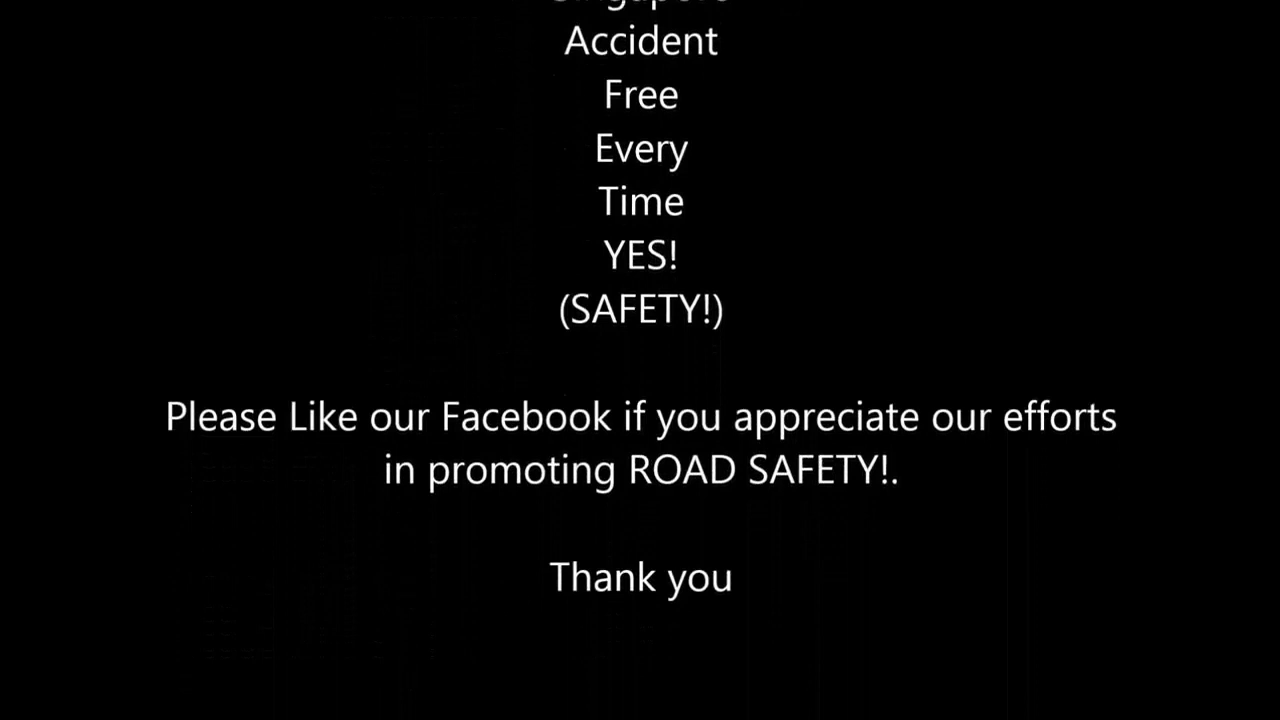 Singapore
Accident
Free
Every
Time
YES!
(SAFETY!)
Please Like our Facebook if you appreciate our efforts
in promoting ROAD SAFETY!.
Thank you